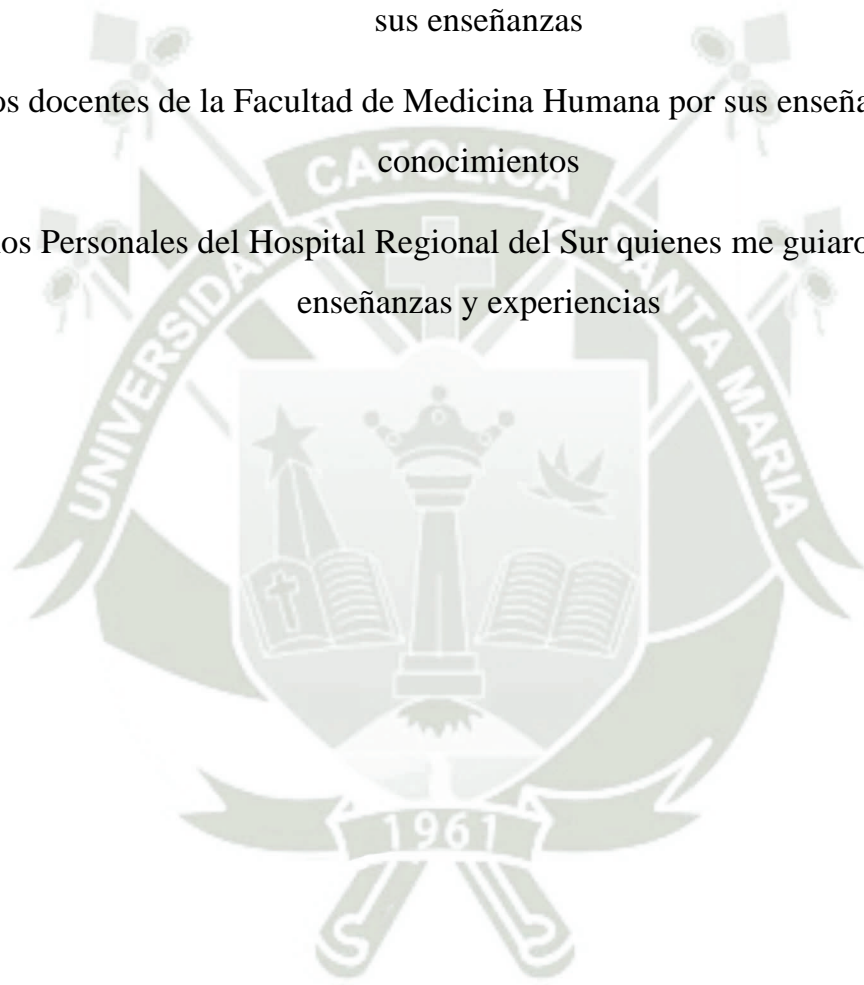 sus enseñanzas
os docentes de la Facultad de Medicina Humana por sus enseña
conocimientos
os Personales del Hospital Regional del Sur quienes me guiaro
enseñanzas y experiencias
UNIVERSIDAD CATOLICA SANTA MARIA
1961